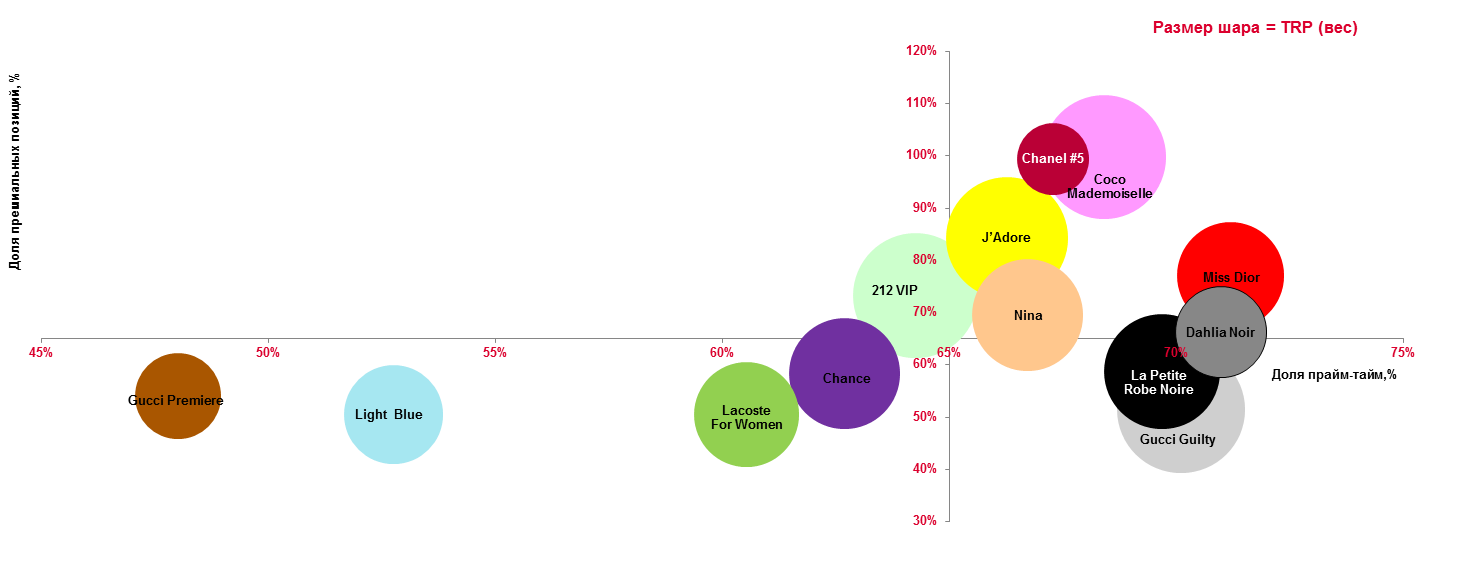 Размер шара = TRP (вес)
Доля премиальных позиций, %
120%
110%
100%
90%
80%
70%
60%
50%
40%
30%
Chanel #5
Coco
Mademoiselle
J’Adore
212 VIP
Miss Dior
Nina
Dahlia Noir
45%
50%
55%
60%
65%
70%
75%
Доля прайм-тайм,%
Chance
La Petite
Robe Noire
Gucci Premiere
Light Blue
Lacoste
For Women
Gucci Guilty